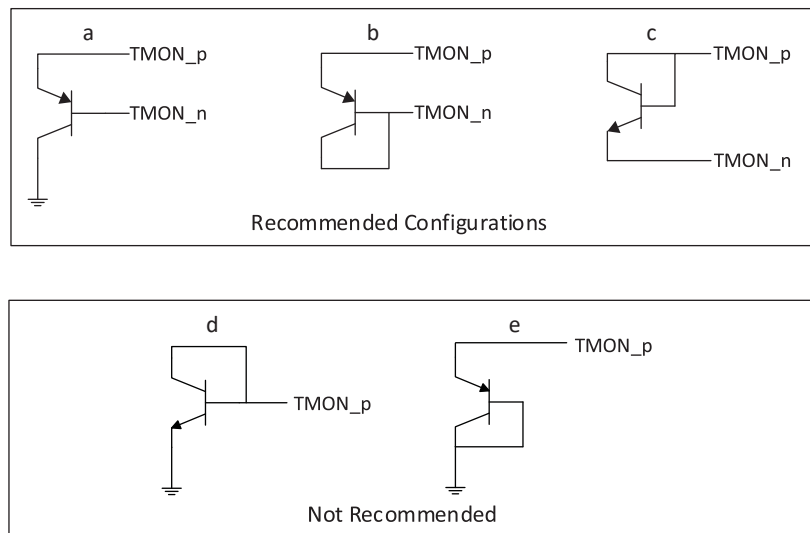 a
b
c
TMON_p
TMON_p
TMON_p
TMON_n
TMON_n
TMON_n
Recommended Configurations
d
e
TMON_p
TMON_p
Not Recommended